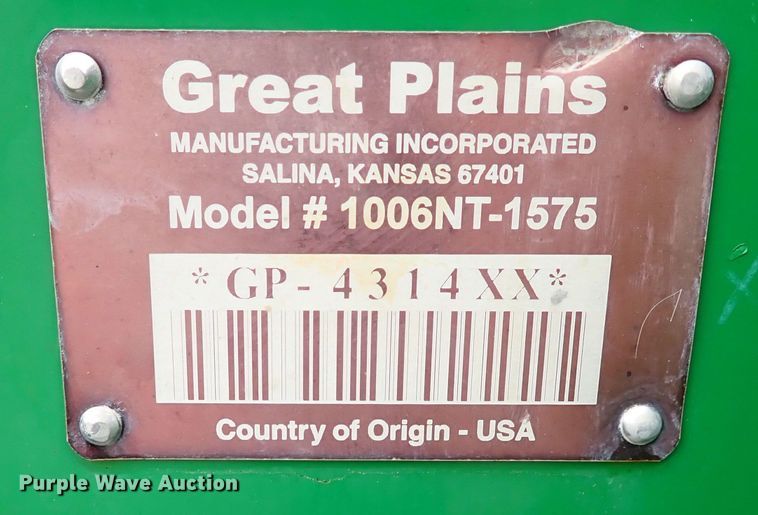 Great Plains
MANUFACTURING INCORPORATED
SALINA, KANSAS 67401
Model # 1006NT-1575
*GP-4314XX*
Country of Origin - USA
Purple Wave Auction